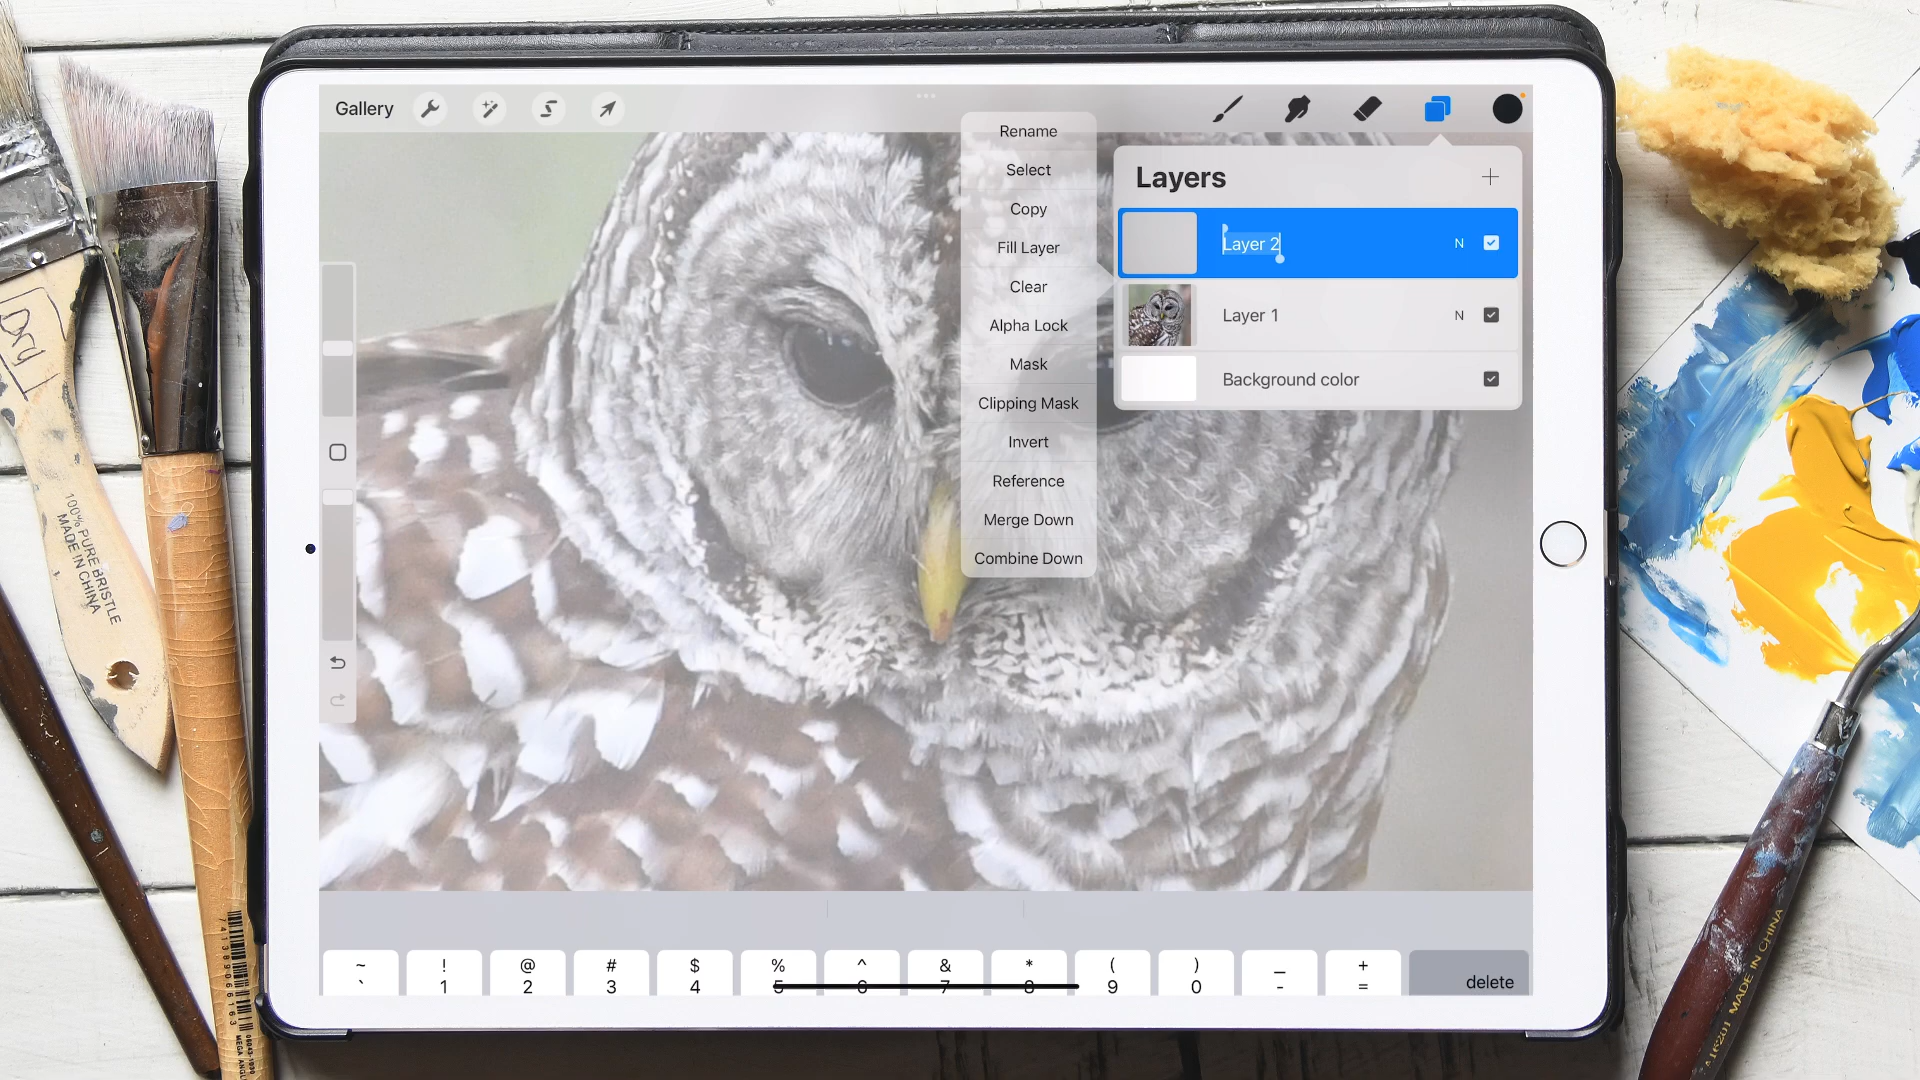 Gallery
Rename
Select
Copy
Fill Layer
Clear
Alpha Lock
Mask
Clipping Mask
Invert
Reference
Merge Down
Combine Down
Layers
Layer 2 N
Layer 1 N
Background color
~ ! @ # $ % ^ & * ( ) _ +
` 1 2 3 4 5 6 7 8 9 0 - = delete
Dry
100% PURE BRISTLE
MADE IN CHINA
MADE IN CHINA